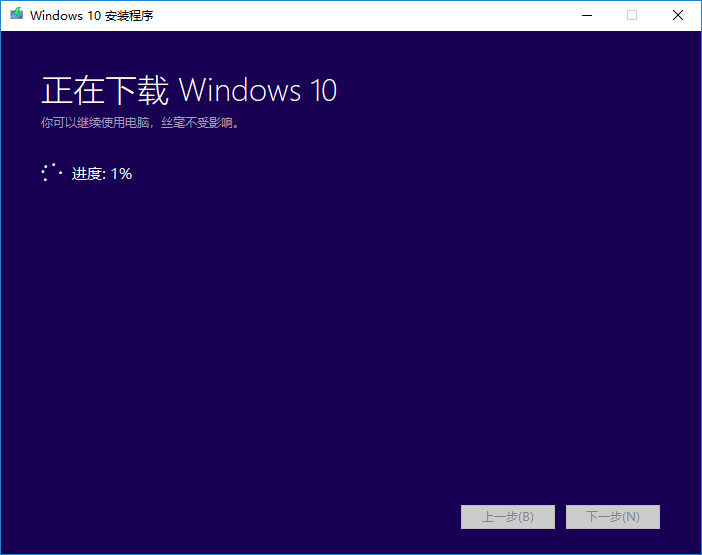 Windows 10 安装程序
正在下载 Windows 10
你可以继续使用电脑，丝毫不受影响。
进度: 1%
上一步(B) 下一步(N)